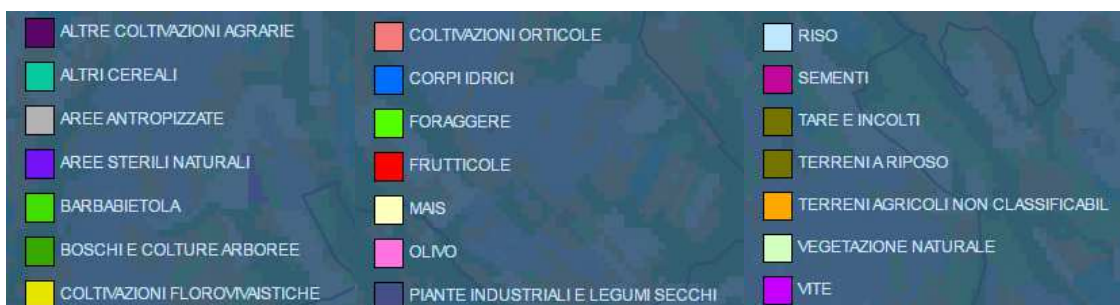 ALTRE COLTIVAZIONI AGRARIE
ALTRI CEREALI
AREE ANTROPIZZATE
AREE STERILI NATURALI
BARBABIETOLA
BOSCHI E COLTURE ARBOREE
COLTIVAZIONI FLOROVIVAISTICHE
COLTIVAZIONI ORTICOLE
CORPI IDRICI
FORAGGERE
FRUTTICOLE
MAIS
OLIVO
PIANTE INDUSTRIALI E LEGUMI SECCHI
RISO
SEMENTI
TARE E INCOLTI
TERRENI A RIPOSO
TERRENI AGRICOLI NON CLASSIFICABIL
VEGETAZIONE NATURALE
VITE